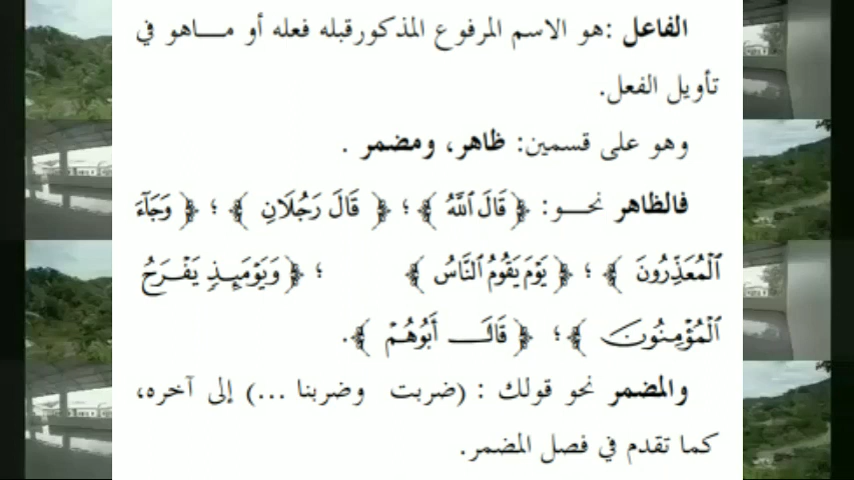 الفاعل :هو الاسم المرفوع المذكورقبله فعله أو مـــاهو في
تأويل الفعل.
وهو على قسمين: ظاهر، ومضمر .
فالظاهر نحـــو: ﴿ قَالَ ٱللَّهُ ﴾ ؛ ﴿ قَالَ رَجُلَانِ ﴾ ؛ ﴿ وَجَآءَ
ٱلْمُعَذِّرُونَ ﴾ ؛ ﴿ يَوْمَ يَقُومُ ٱلنَّاسُ ﴾ ؛ ﴿ وَيَوْمَئِذٍ يَفْرَحُ
ٱلْمُؤْمِنُونَ ﴾ ؛ ﴿ قَالَ أَبُوهُمْ ﴾.
والمضمر نحو قولك : (ضربت وضربنا ...) إلى آخره،
كما تقدم في فصل المضمر.